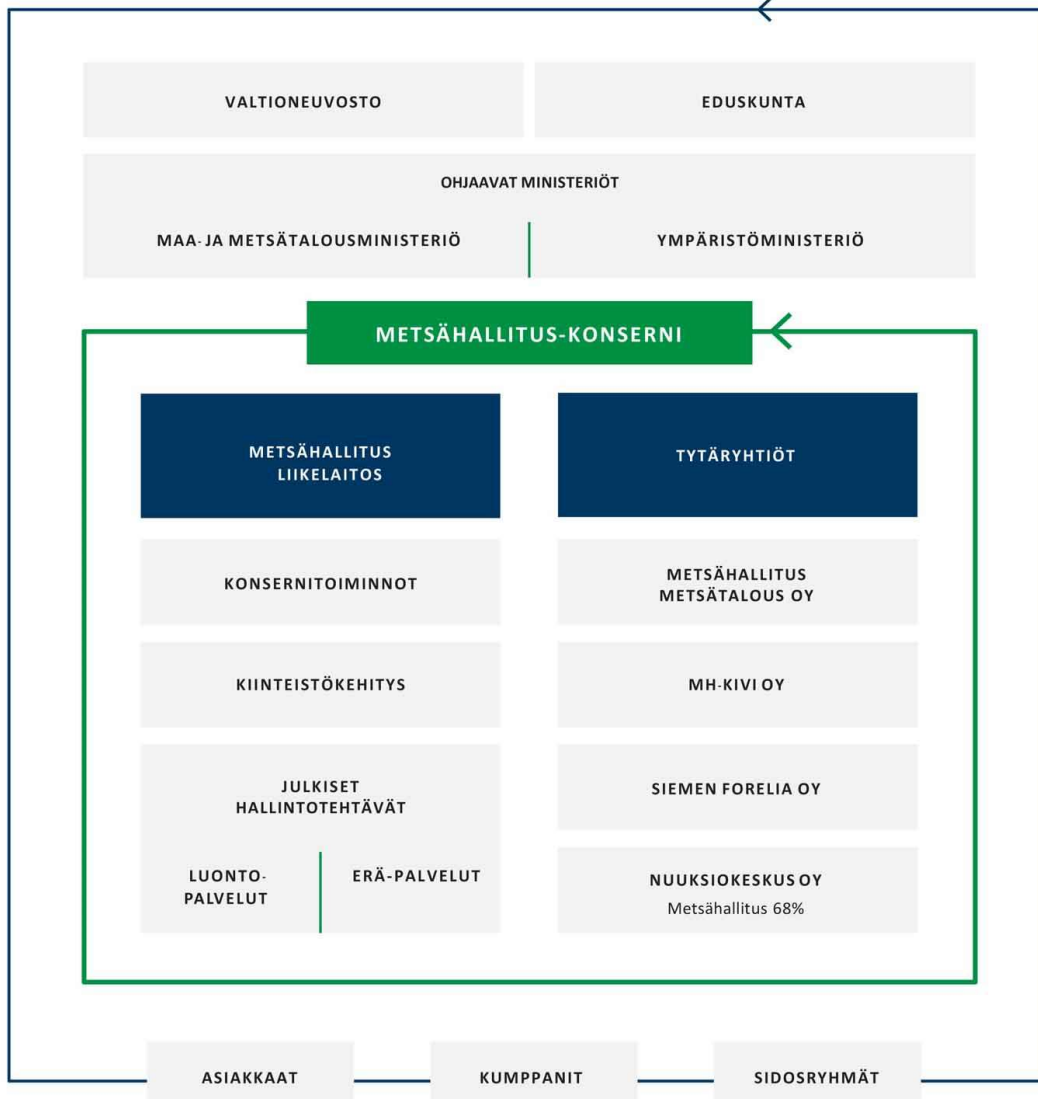 VALTIONEUVOSTO
EDUSKUNTA
OHJAAVAT MINISTERIÖT
MAA- JA METSÄTALOUSMINISTERIÖ
YMPÄRISTÖMINISTERIÖ
METSÄHALLITUS-KONSERNI
METSÄHALLITUS
LIIKELAITOS
KONSERNITOIMINNOT
KIINTEISTÖKEHITYS
JULKISET
HALLINTOTEHTÄVÄT
LUONTO-
PALVELUT
ERÄ-PALVELUT
TYTÄRYHTIÖT
METSÄHALLITUS
METSÄTALOUS OY
MH-KIVI OY
SIEMEN FORELIA OY
NUUKSIOKESKUS OY
Metsähallitus 68%
ASIAKKAAT
KUMPPANIT
SIDOSRYHMÄT